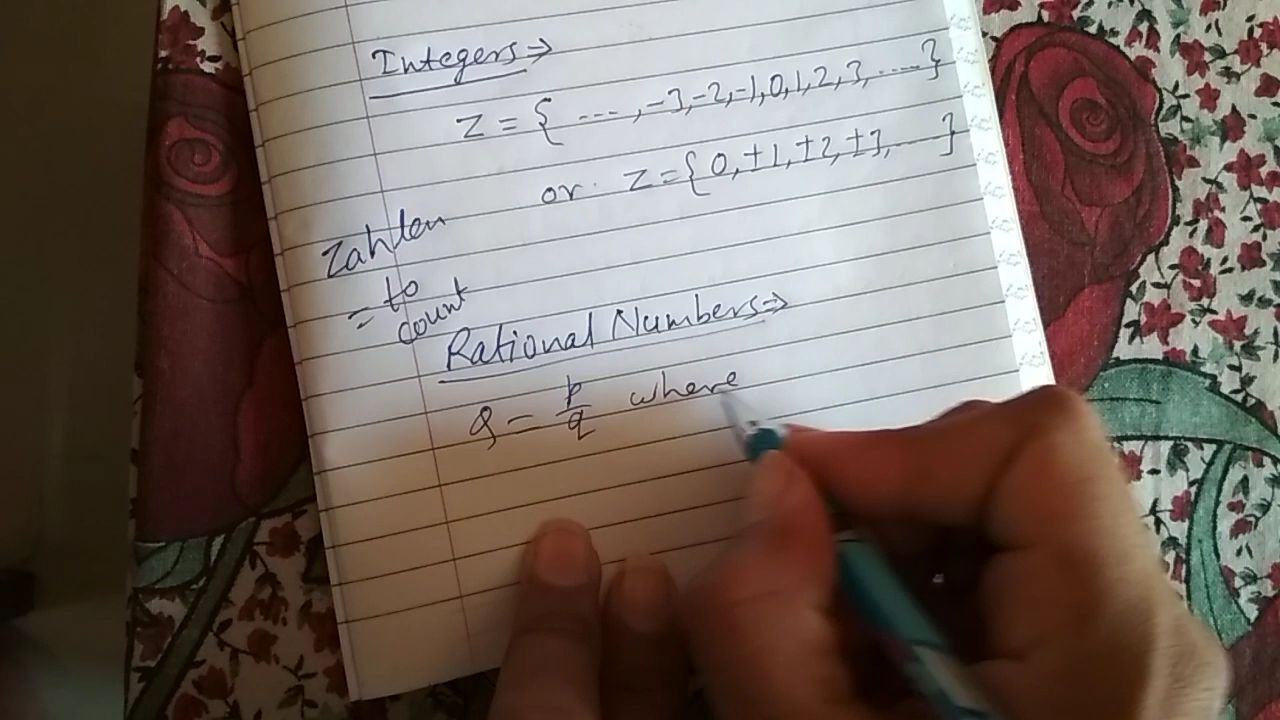 Integers ⇒
Z = { ...., -3, -2, -1, 0, 1, 2, 3, ..... }
or Z = { 0, ±1, ±2, ±3, ..... }
Zahlen
= to
count
Rational Numbers ⇒
Q = p/q where